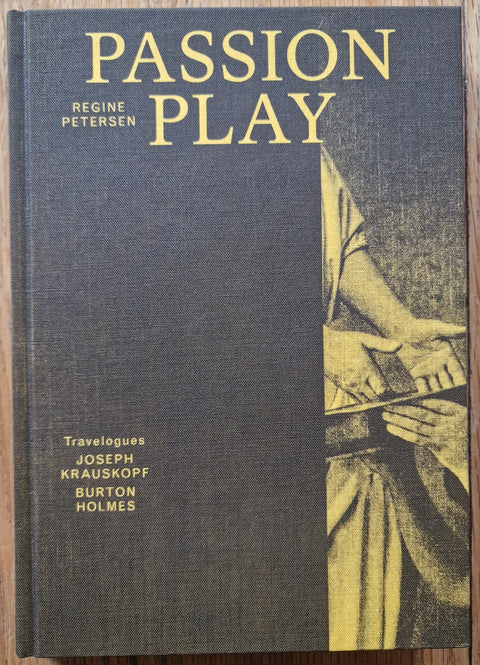 PASSION
REGINE
PETERSEN
PLAY
Travelogues
JOSEPH
KRAUSKOPF
BURTON
HOLMES